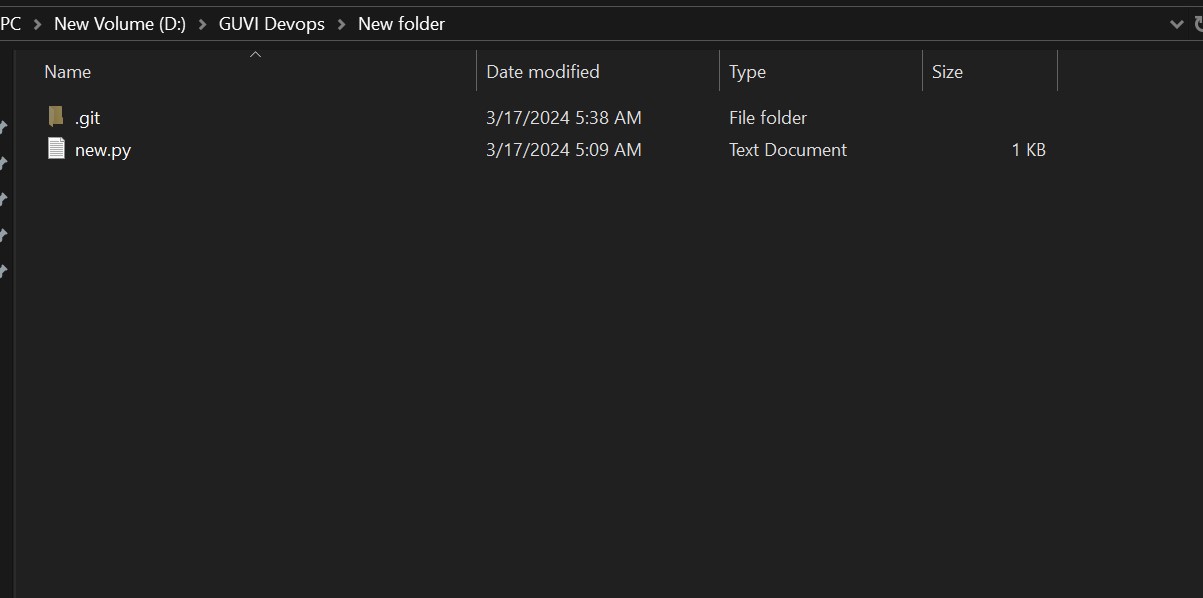 PC > New Volume (D:) > GUVI Devops > New folder
Name Date modified Type Size
.git 3/17/2024 5:38 AM File folder
new.py 3/17/2024 5:09 AM Text Document 1 KB